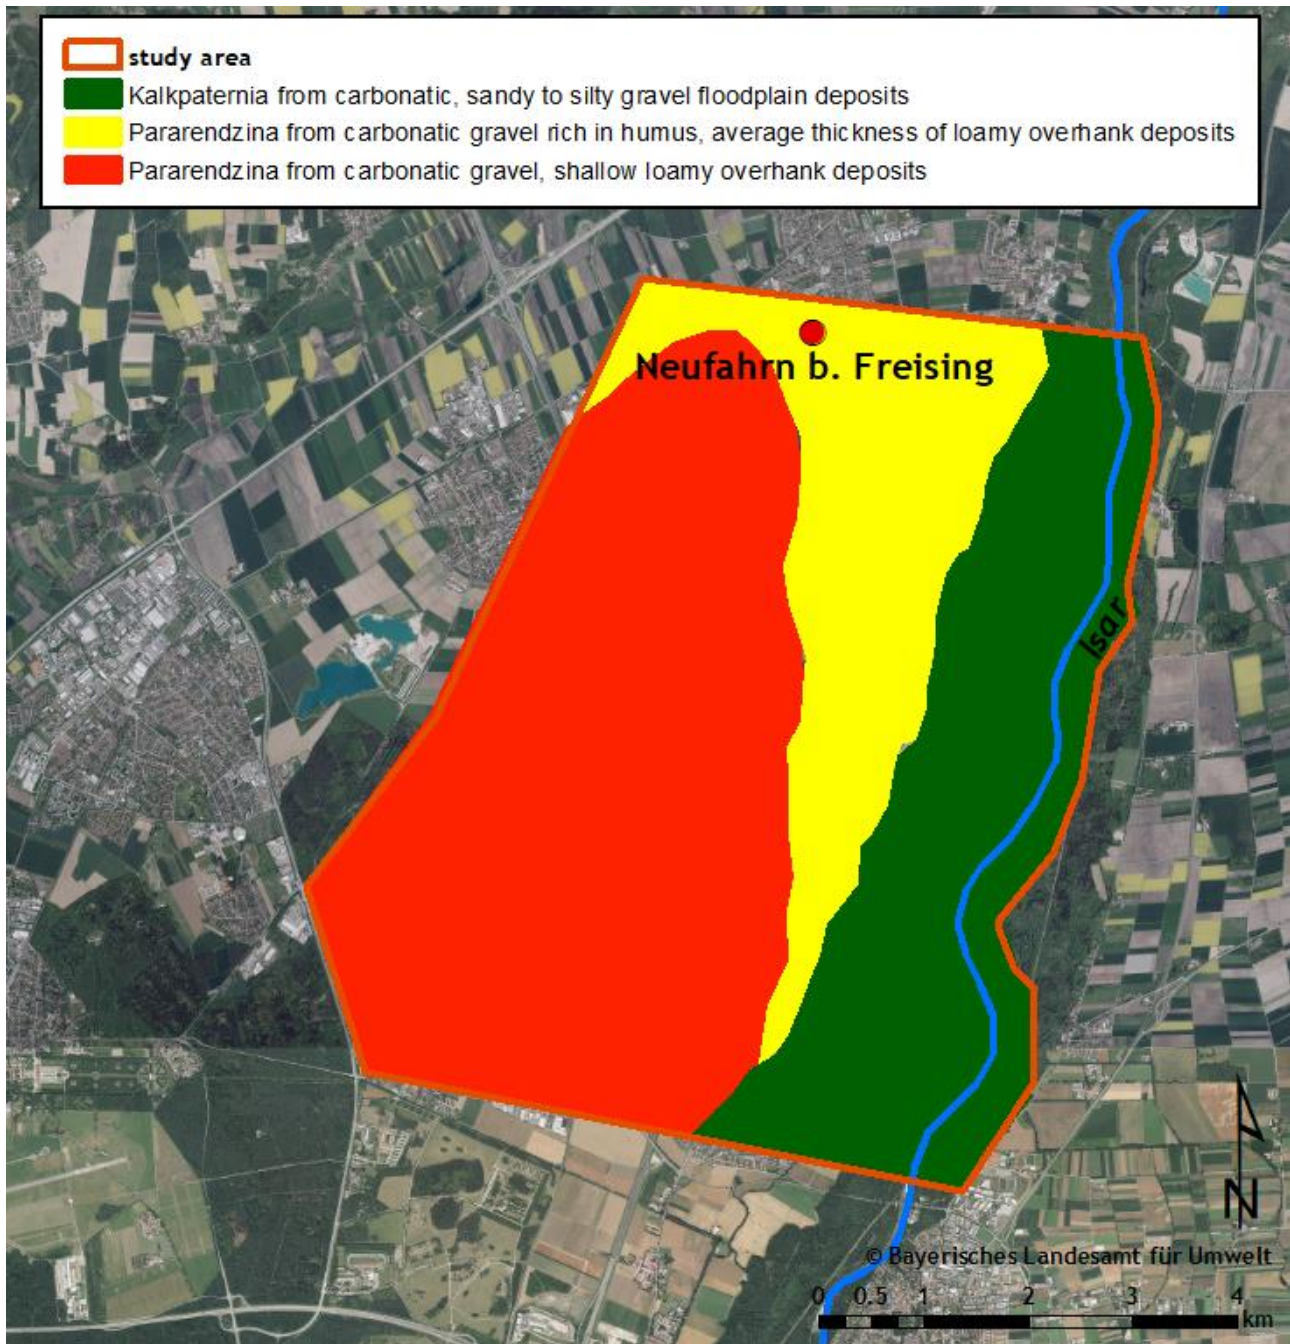 study area
Kalkpaternia from carbonatic, sandy to silty gravel floodplain deposits
Pararendzina from carbonatic gravel rich in humus, average thickness of loamy overhank deposits
Pararendzina from carbonatic gravel, shallow loamy overhank deposits
Neufahrn b. Freising
Isar
N
© Bayerisches Landesamt für Umwelt
0 0.5 1 2 3 4
km